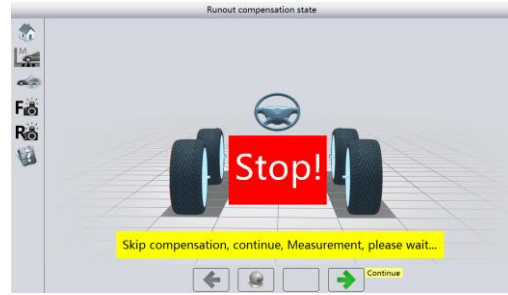 Runout compensation state
M
F
R
Stop!
Skip compensation, continue, Measurement, please wait...
Continue